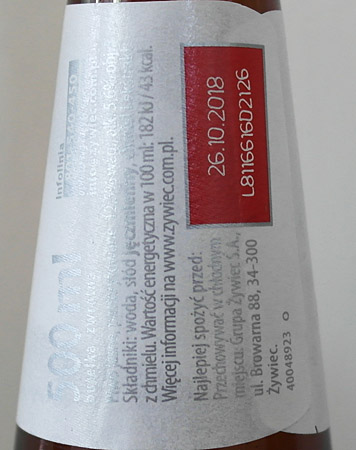 500 ml
Infolinia
Składniki: woda, słód jęczmienny,
z chmielu. Wartość energetyczna w 100 ml: 182 kJ / 43 kcal.
Więcej informacji na www.zywiec.com.pl.
Najlepiej spożyć przed:
Przechowywać w chłodnym
miejscu. Grupa Żywiec S.A.,
ul. Browarna 88, 34-300
Żywiec.
40048923
26.10.2018
L8116616D2126